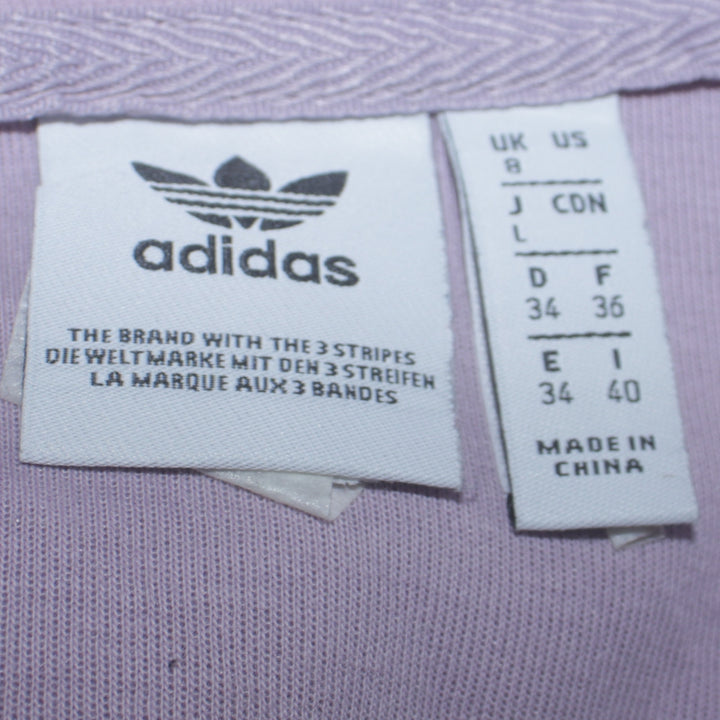 adidas
THE BRAND WITH THE 3 STRIPES
DIE WELTMARKE MIT DEN 3 STREIFEN
LA MARQUE AUX 3 BANDES
UK US
8
J CDN
L
D F
34 36
E I
34 40
MADE IN
CHINA